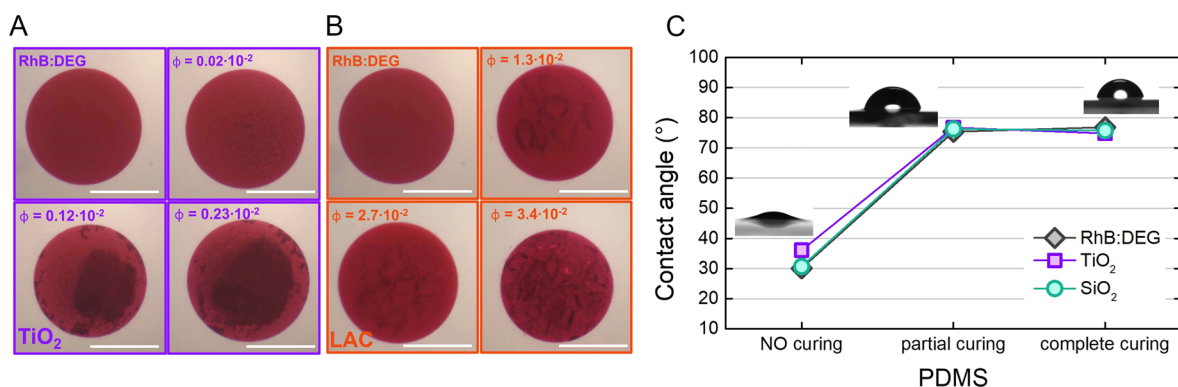 A
RhB:DEG
ϕ = 0.02·10⁻²
ϕ = 0.12·10⁻²
ϕ = 0.23·10⁻²
TiO₂
B
RhB:DEG
ϕ = 1.3·10⁻²
ϕ = 2.7·10⁻²
ϕ = 3.4·10⁻²
LAC
C
Contact angle (°)
100
90
80
70
60
50
40
30
20
10
RhB:DEG
TiO₂
SiO₂
NO curing
partial curing
complete curing
PDMS